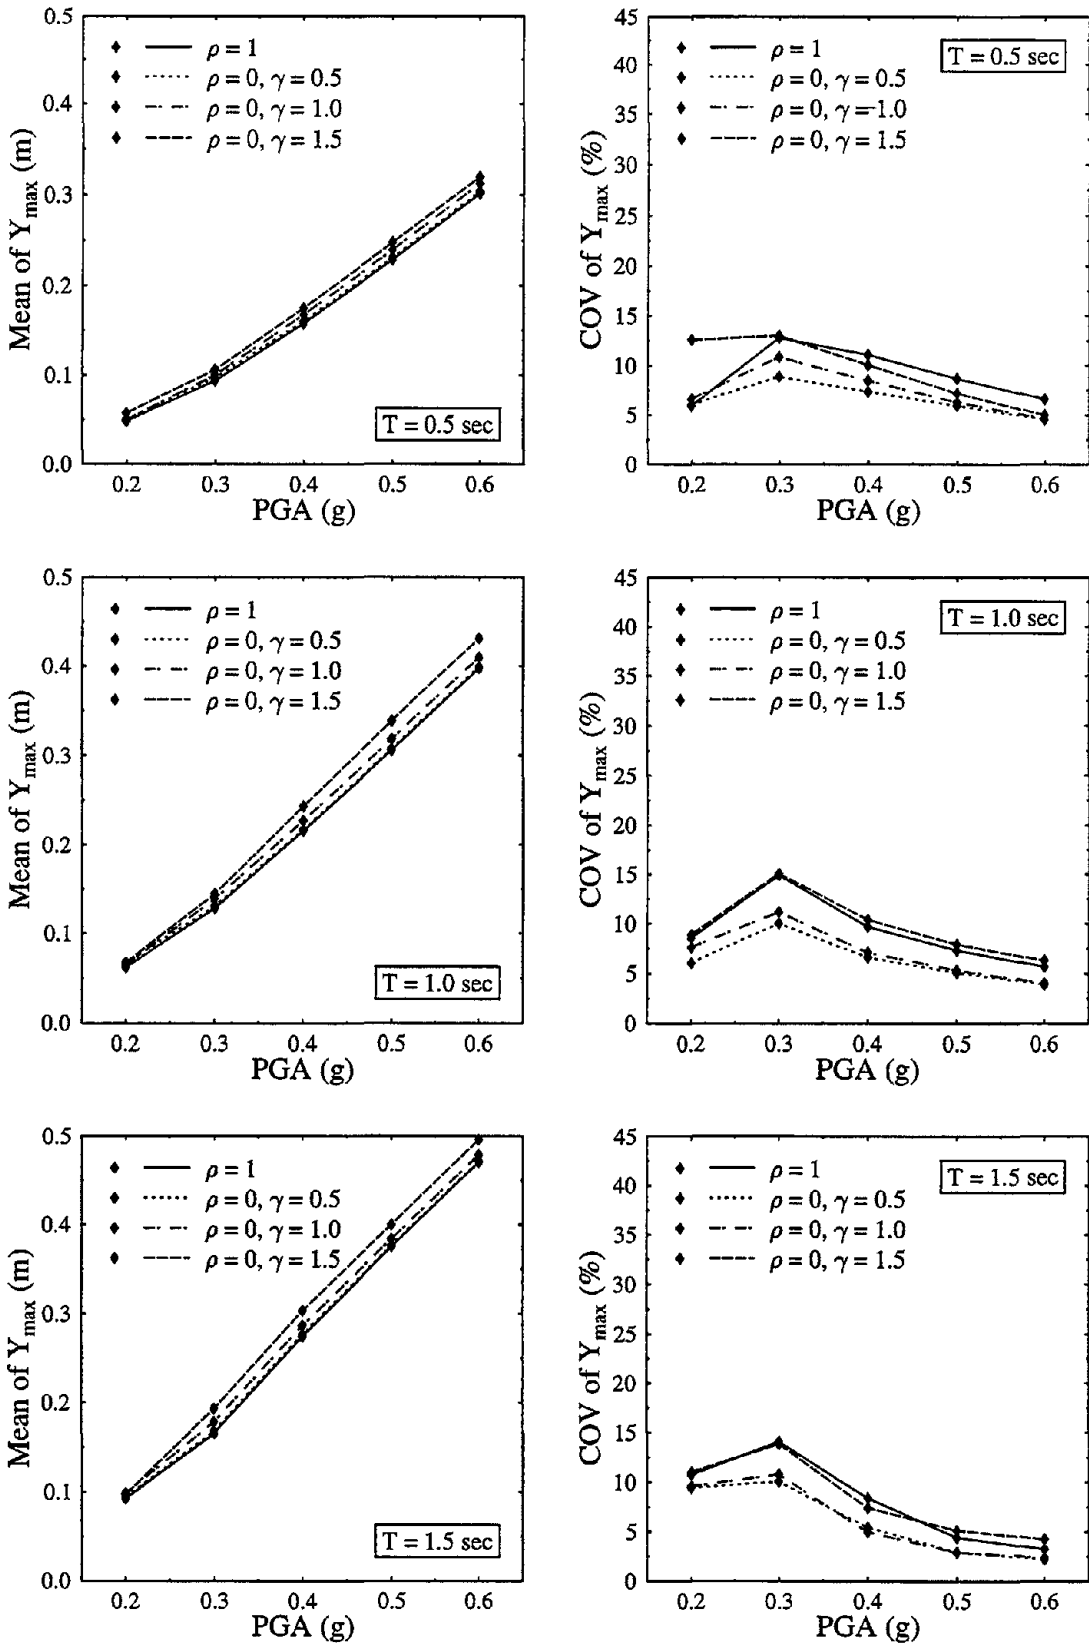 Mean of Y_max (m)
0.5
0.4
0.3
0.2
0.1
0.0
ρ = 1
ρ = 0, γ = 0.5
ρ = 0, γ = 1.0
ρ = 0, γ = 1.5
T = 0.5 sec
0.2 0.3 0.4 0.5 0.6
PGA (g)
COV of Y_max (%)
45
40
35
30
25
20
15
10
5
0
ρ = 1
ρ = 0, γ = 0.5
ρ = 0, γ = 1.0
ρ = 0, γ = 1.5
T = 0.5 sec
0.2 0.3 0.4 0.5 0.6
PGA (g)
Mean of Y_max (m)
0.5
0.4
0.3
0.2
0.1
0.0
ρ = 1
ρ = 0, γ = 0.5
ρ = 0, γ = 1.0
ρ = 0, γ = 1.5
T = 1.0 sec
0.2 0.3 0.4 0.5 0.6
PGA (g)
COV of Y_max (%)
45
40
35
30
25
20
15
10
5
0
ρ = 1
ρ = 0, γ = 0.5
ρ = 0, γ = 1.0
ρ = 0, γ = 1.5
T = 1.0 sec
0.2 0.3 0.4 0.5 0.6
PGA (g)
Mean of Y_max (m)
0.5
0.4
0.3
0.2
0.1
0.0
ρ = 1
ρ = 0, γ = 0.5
ρ = 0, γ = 1.0
ρ = 0, γ = 1.5
T = 1.5 sec
0.2 0.3 0.4 0.5 0.6
PGA (g)
COV of Y_max (%)
45
40
35
30
25
20
15
10
5
0
ρ = 1
ρ = 0, γ = 0.5
ρ = 0, γ = 1.0
ρ = 0, γ = 1.5
T = 1.5 sec
0.2 0.3 0.4 0.5 0.6
PGA (g)